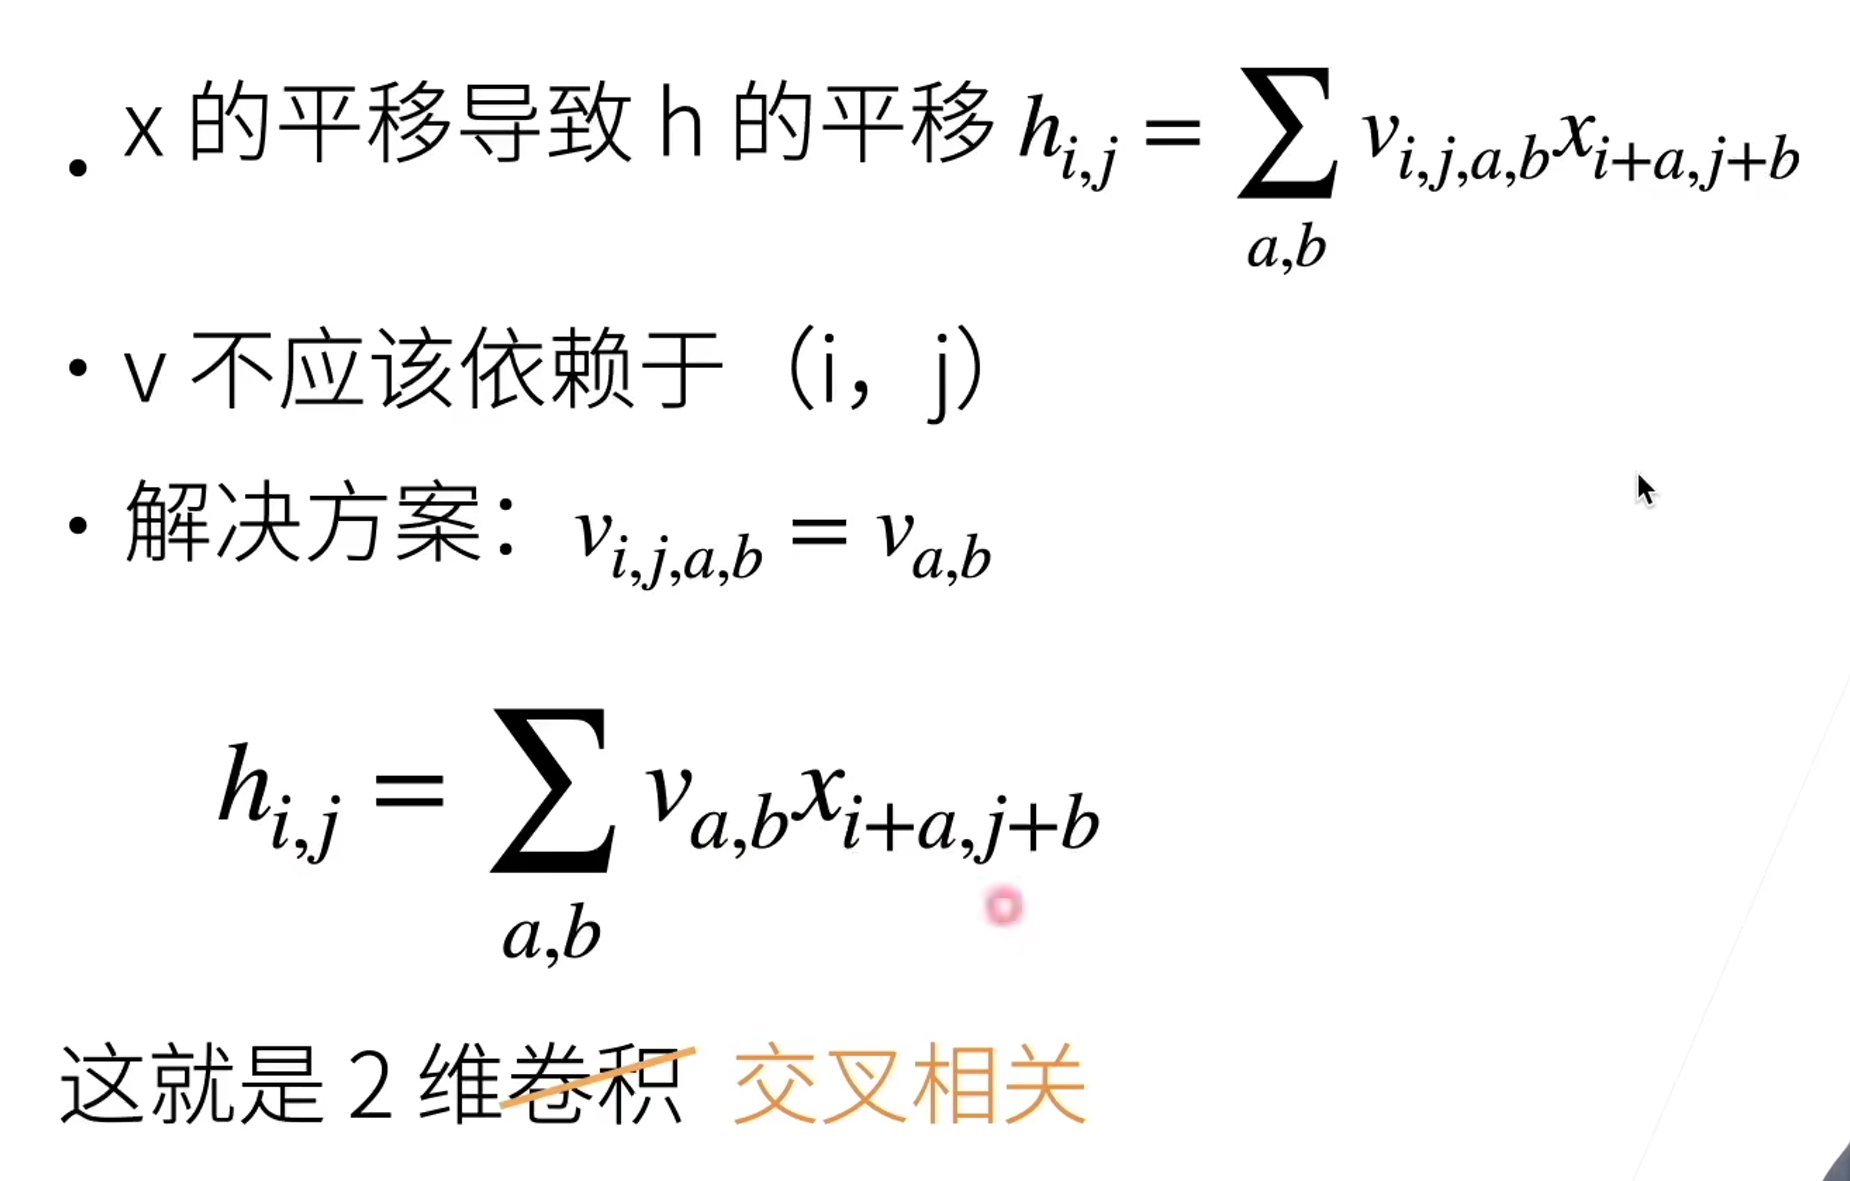 • x 的平移导致 h 的平移 $h_{i,j} = \sum_{a,b} v_{i,j,a,b} x_{i+a,j+b}$
• v 不应该依赖于（i，j）
• 解决方案： $v_{i,j,a,b} = v_{a,b}$
$h_{i,j} = \sum_{a,b} v_{a,b} x_{i+a,j+b}$
这就是 2 维卷积 交叉相关